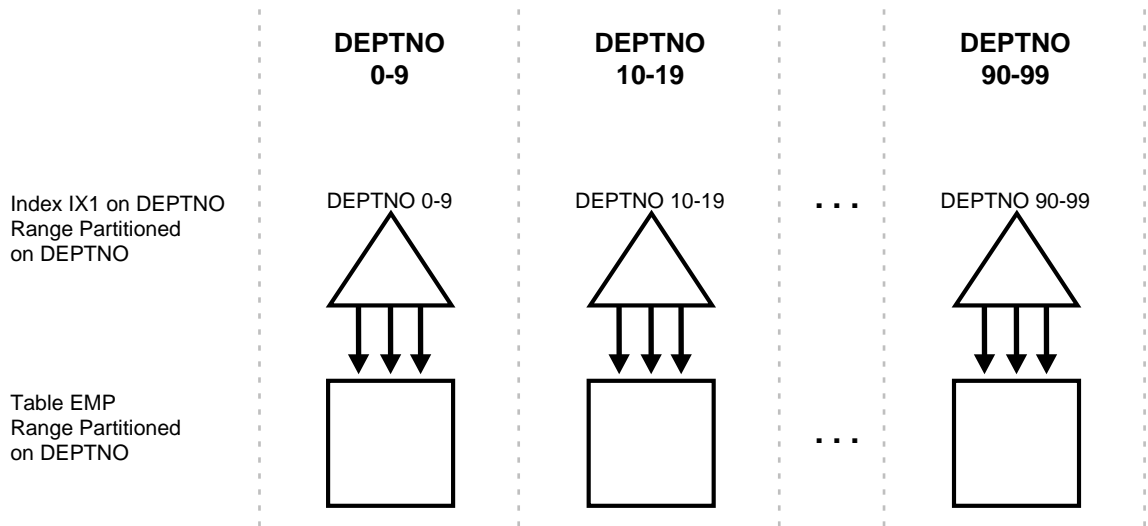 DEPTNO
0-9
DEPTNO
10-19
DEPTNO
90-99
Index IX1 on DEPTNO
Range Partitioned
on DEPTNO
DEPTNO 0-9
DEPTNO 10-19
. . .
DEPTNO 90-99
Table EMP
Range Partitioned
on DEPTNO
. . .